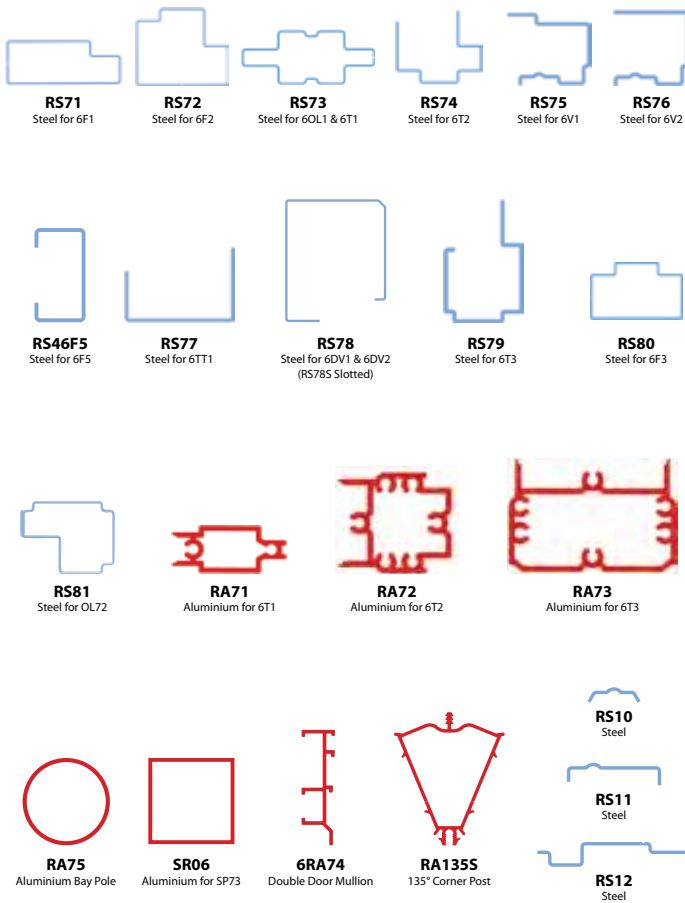 RS71
Steel for 6F1
RS72
Steel for 6F2
RS73
Steel for 6OL1 & 6T1
RS74
Steel for 6T2
RS75
Steel for 6V1
RS76
Steel for 6V2
RS46F5
Steel for 6F5
RS77
Steel for 6TT1
RS78
Steel for 6DV1 & 6DV2
(RS78S Slotted)
RS79
Steel for 6T3
RS80
Steel for 6F3
RS81
Steel for OL72
RA71
Aluminium for 6T1
RA72
Aluminium for 6T2
RA73
Aluminium for 6T3
RS10
Steel
RS11
Steel
RA75
Aluminium Bay Pole
SR06
Aluminium for SP73
6RA74
Double Door Mullion
RA135S
135° Corner Post
RS12
Steel